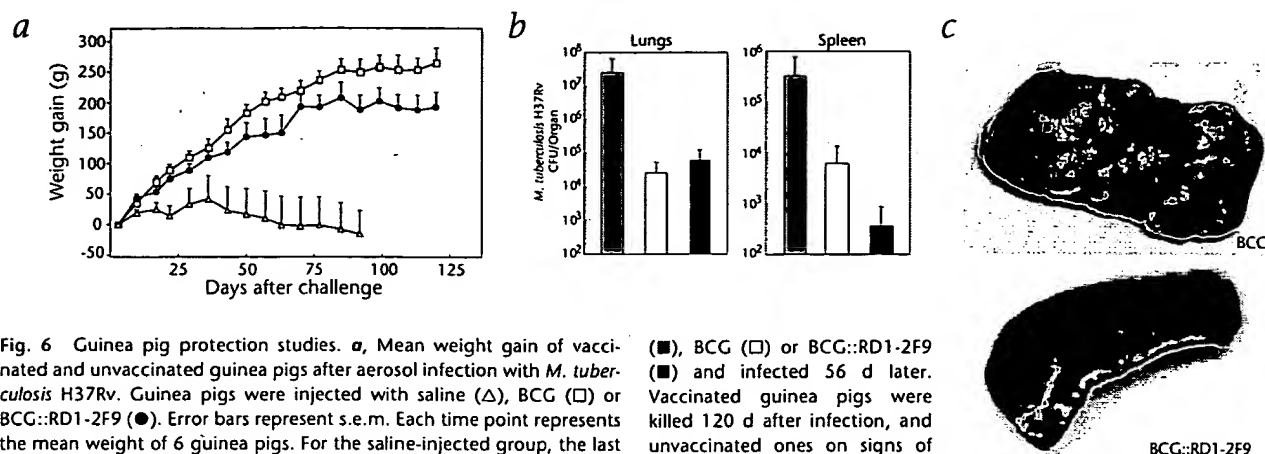 a
Weight gain (g)
300
250
200
150
100
50
0
-50
25 50 75 100 125
Days after challenge
b
Lungs
Spleen
M. tuberculosis H37Rv
CFU/Organ
10⁸
10⁷
10⁶
10⁵
10⁴
10³
10²
10⁶
10⁵
10⁴
10³
10²
c
BCG
BCG::RD1-2F9
Fig. 6 Guinea pig protection studies. a, Mean weight gain of vacci-
nated and unvaccinated guinea pigs after aerosol infection with M. tuber-
culosis H37Rv. Guinea pigs were injected with saline (△), BCG (□) or
BCG::RD1-2F9 (●). Error bars represent s.e.m. Each time point represents
the mean weight of 6 guinea pigs. For the saline-injected group, the last
(■), BCG (□) or BCG::RD1-2F9
(■) and infected 56 d later.
Vaccinated guinea pigs were
killed 120 d after infection, and
unvaccinated ones on signs of